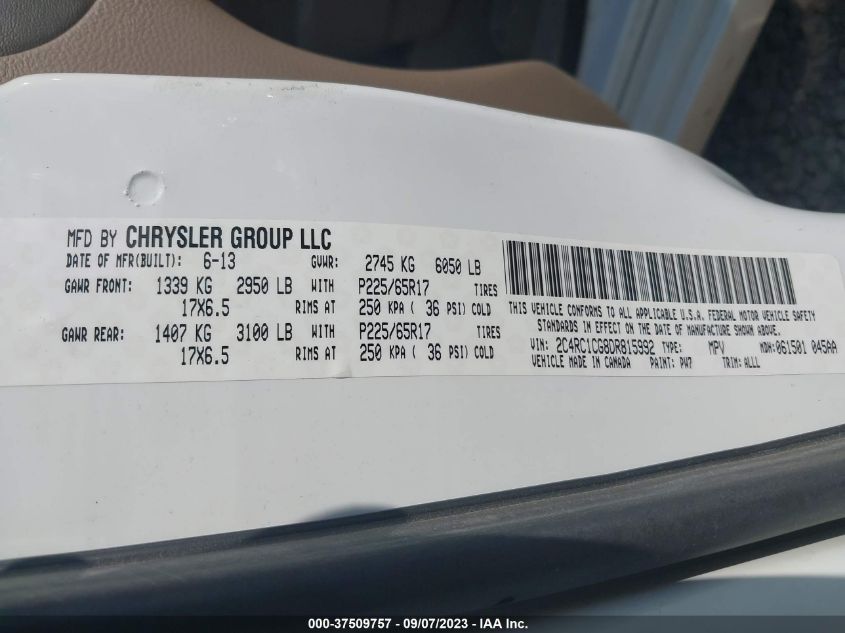 MFD BY CHRYSLER GROUP LLC
DATE OF MFR(BUILT): 6-13 GVWR: 2745 KG 6050 LB
GAWR FRONT: 1339 KG 2950 LB WITH P225/65R17 TIRES
17X6.5 RIMS AT 250 KPA ( 36 PSI) COLD
GAWR REAR: 1407 KG 3100 LB WITH P225/65R17 TIRES
17X6.5 RIMS AT 250 KPA ( 36 PSI) COLD
THIS VEHICLE CONFORMS TO ALL APPLICABLE U.S.A. FEDERAL MOTOR VEHICLE SAFETY
STANDARDS IN EFFECT ON THE DATE OF MANUFACTURE SHOWN ABOVE.
VIN: 2C4RC1CG8DR815992 TYPE: MPV MDH: 061501 045AA
VEHICLE MADE IN CANADA PAINT: PW7 TRIM: ALLL
000-37509757 - 09/07/2023 - IAA Inc.